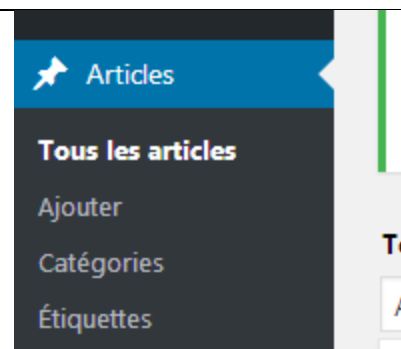 Articles
Tous les articles
Ajouter
Catégories
Étiquettes